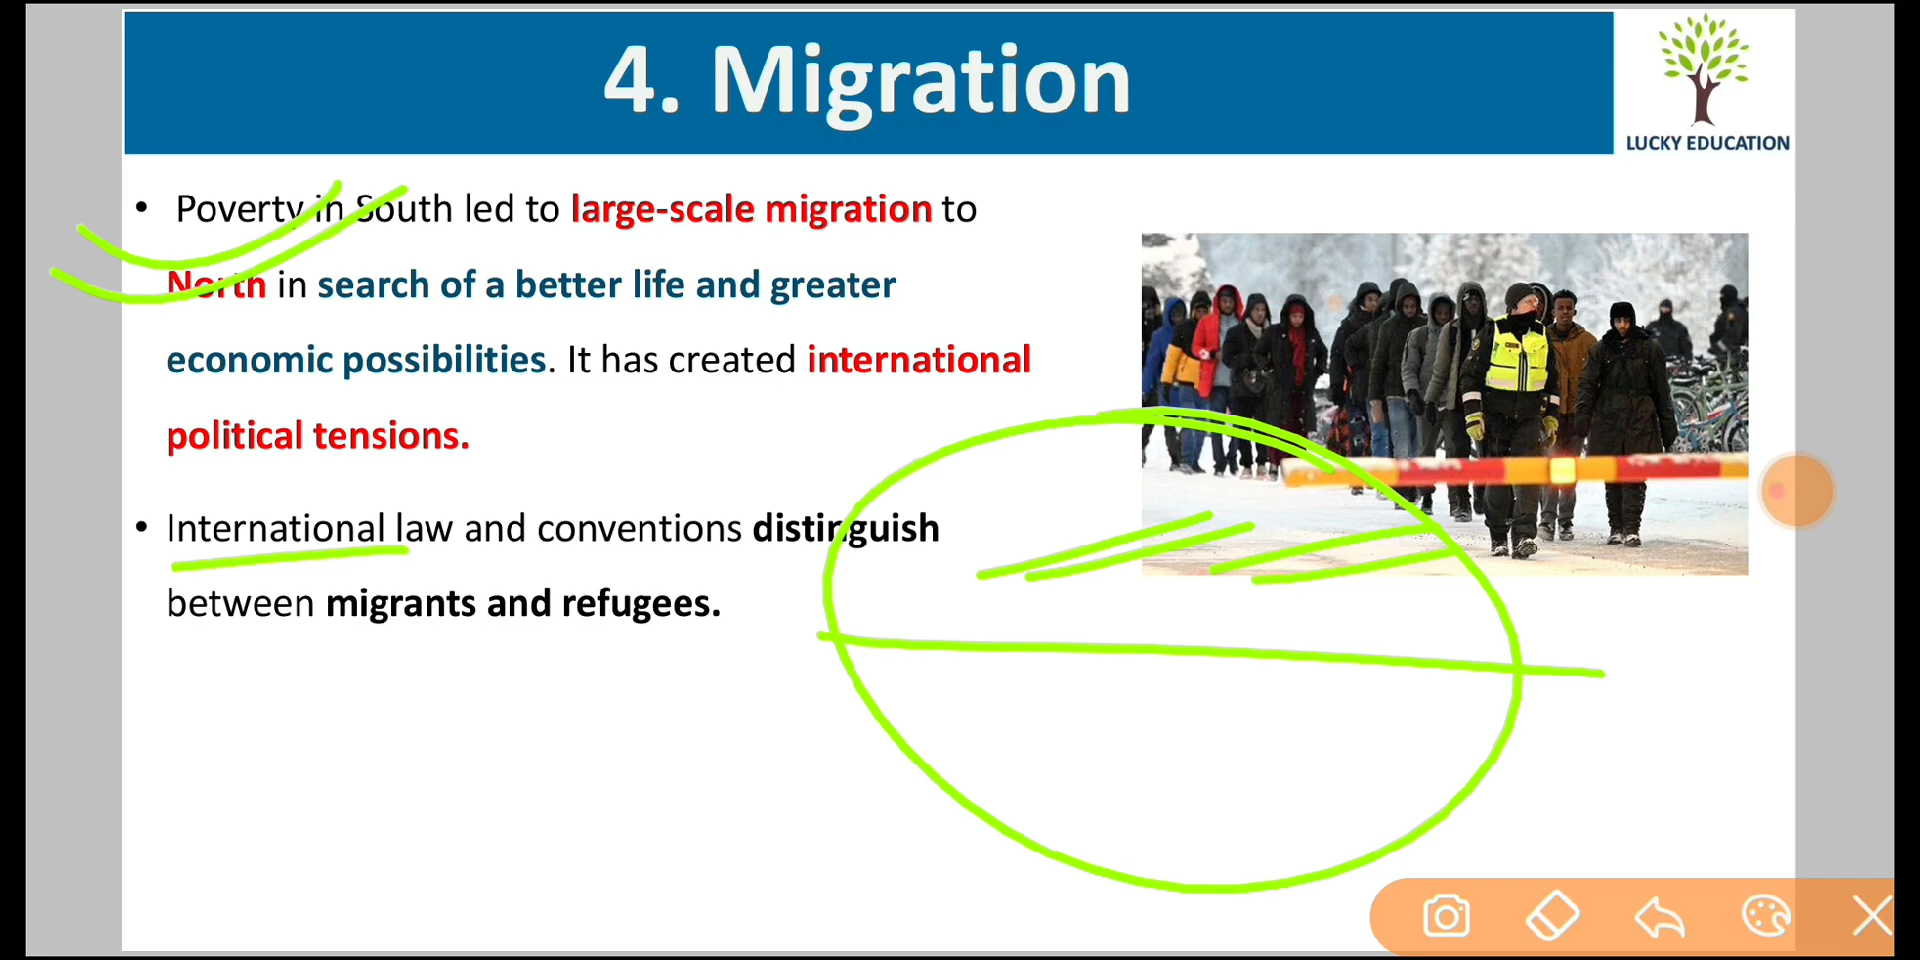 4. Migration
LUCKY EDUCATION
• Poverty in South led to large-scale migration to
North in search of a better life and greater
economic possibilities. It has created international
political tensions.
• International law and conventions distinguish
between migrants and refugees.